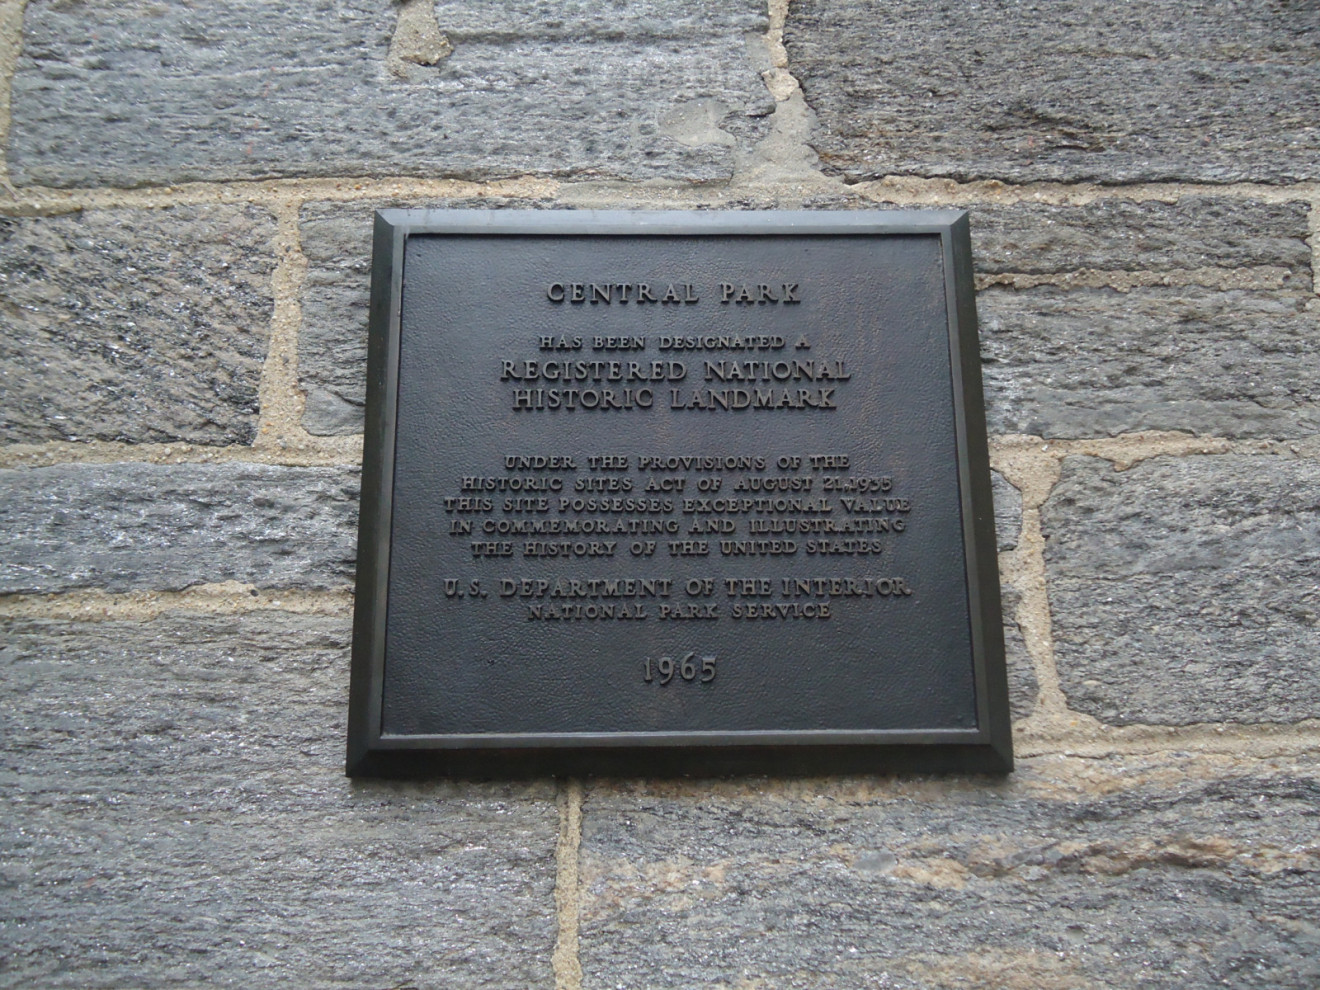 CENTRAL PARK
HAS BEEN DESIGNATED A
REGISTERED NATIONAL
HISTORIC LANDMARK
UNDER THE PROVISIONS OF THE
HISTORIC SITES ACT OF AUGUST 21, 1935
THIS SITE POSSESSES EXCEPTIONAL VALUE
IN COMMEMORATING AND ILLUSTRATING
THE HISTORY OF THE UNITED STATES
U.S. DEPARTMENT OF THE INTERIOR
NATIONAL PARK SERVICE
1965